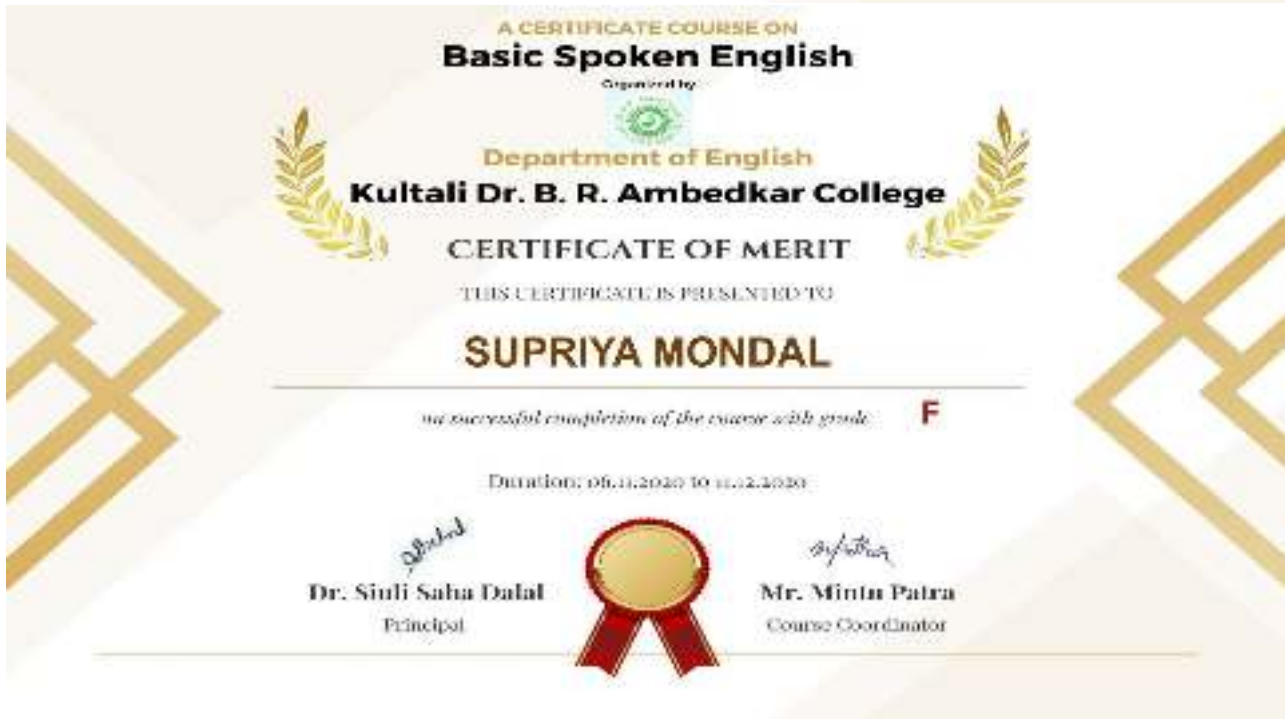 A CERTIFICATE COURSE ON
Basic Spoken English
Organized by
Department of English
Kultali Dr. B. R. Ambedkar College
CERTIFICATE OF MERIT
THIS CERTIFICATE IS PRESENTED TO
SUPRIYA MONDAL
on successful completion of the course with grade F
Duration: 06.11.2020 to 11.12.2020
Dr. Siuli Saha Dalal Mr. Mintu Patra
Principal Course Coordinator